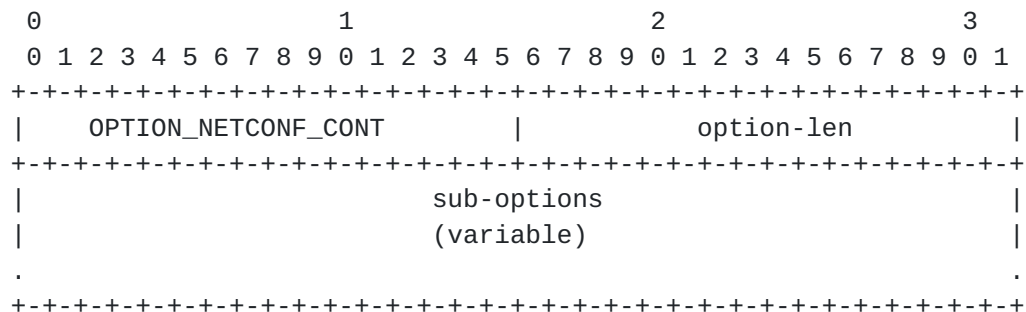 0                   1                   2                   3
 0 1 2 3 4 5 6 7 8 9 0 1 2 3 4 5 6 7 8 9 0 1 2 3 4 5 6 7 8 9 0 1
+-+-+-+-+-+-+-+-+-+-+-+-+-+-+-+-+-+-+-+-+-+-+-+-+-+-+-+-+-+-+-+-+
|    OPTION_NETCONF_CONT        |           option-len          |
+-+-+-+-+-+-+-+-+-+-+-+-+-+-+-+-+-+-+-+-+-+-+-+-+-+-+-+-+-+-+-+-+
|                          sub-options                          |
|                          (variable)                           |
.                                                               .
+-+-+-+-+-+-+-+-+-+-+-+-+-+-+-+-+-+-+-+-+-+-+-+-+-+-+-+-+-+-+-+-+